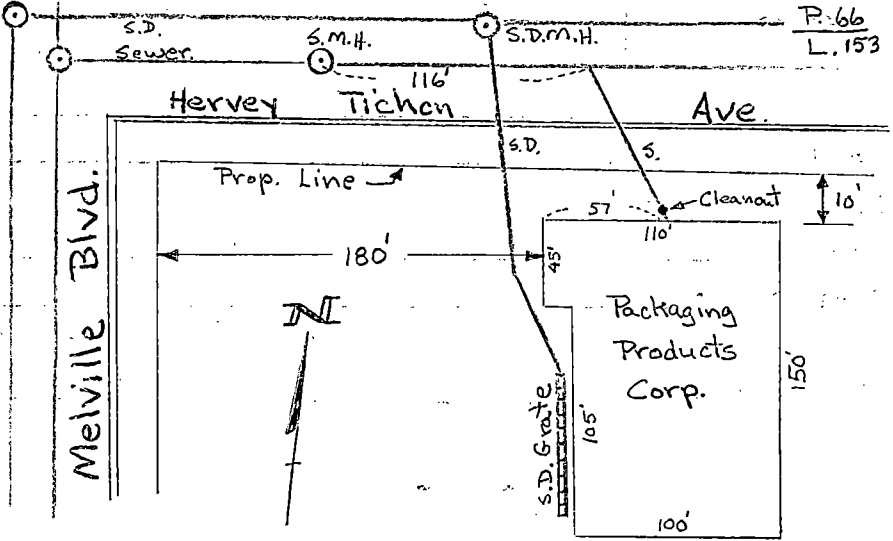 P. 66
L. 153
S.D.
Sewer.
S.M.H.
S.D.M.H.
116'
Hervey Tichon Ave.
S.D.
S.
Prop. Line
Cleanout
10'
57'
110'
180'
45'
N
Packaging
Products
Corp.
150'
Melville Blvd.
S.D. Grate
105'
100'